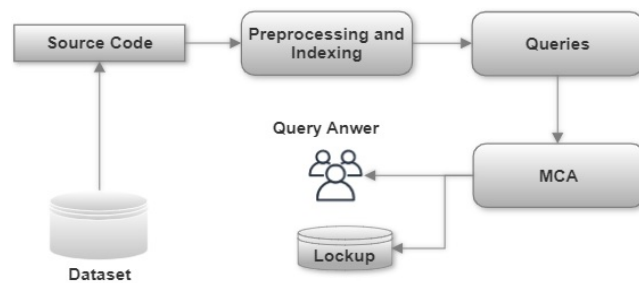 Source Code
Preprocessing and
Indexing
Queries
Query Anwer
MCA
Lockup
Dataset